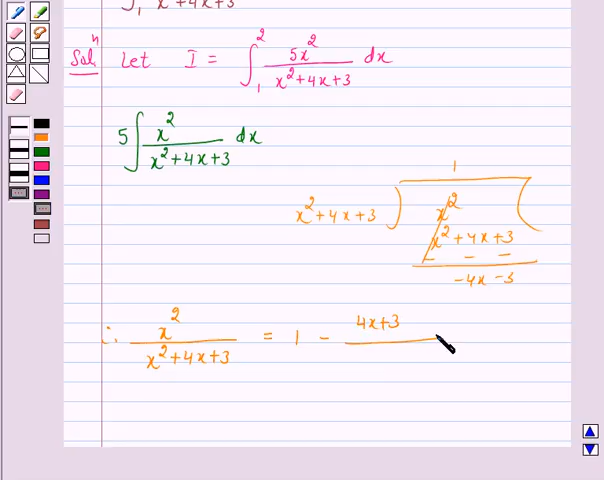 ∫₁ x²+4x+3
Solⁿ Let I = ∫₁² 5x²/(x²+4x+3) dx
5∫ x²/(x²+4x+3) dx
1
x²+4x+3 ) x² (
x²+4x+3
- - -
-4x-3
∴ x²/(x²+4x+3) = 1 - 4x+3